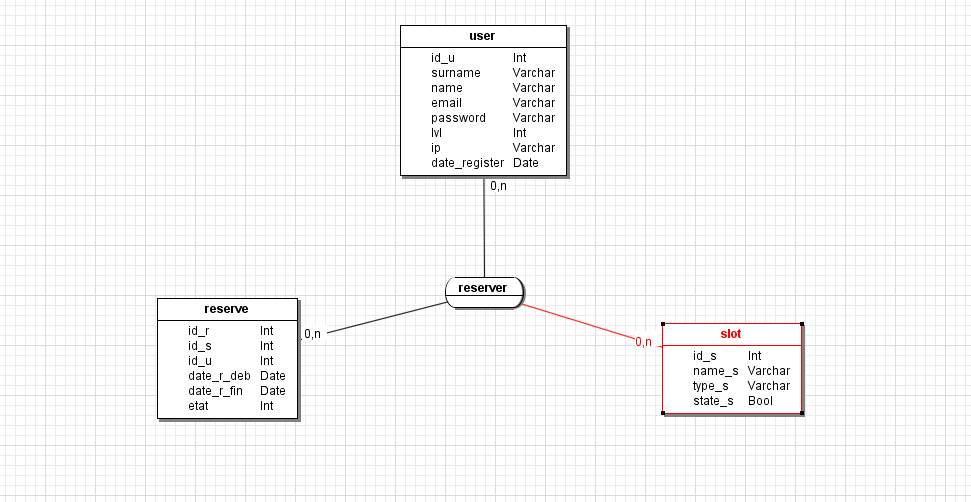 user
id_u Int
surname Varchar
name Varchar
email Varchar
password Varchar
lvl Int
ip Varchar
date_register Date
0,n
reserver
reserve
id_r Int
id_s Int
id_u Int
date_r_deb Date
date_r_fin Date
etat Int
0,n
0,n
slot
id_s Int
name_s Varchar
type_s Varchar
state_s Bool